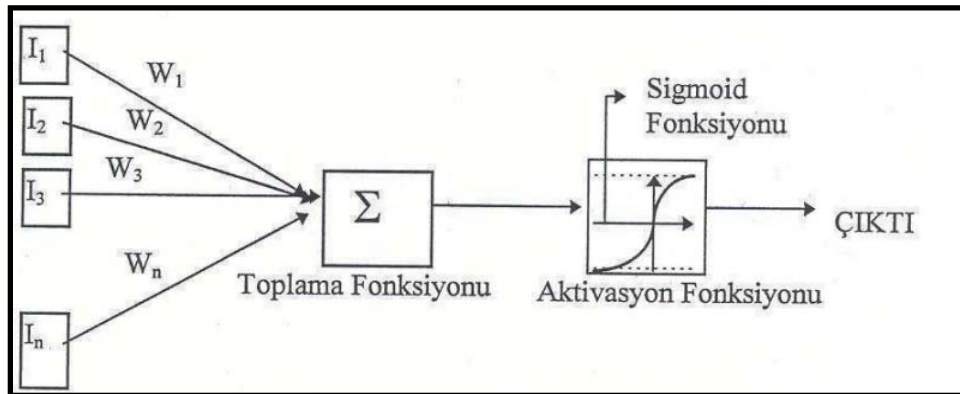 I₁
W₁
I₂
W₂
I₃
W₃
Iₙ
Wₙ
Σ
Toplama Fonksiyonu
Sigmoid
Fonksiyonu
Aktivasyon Fonksiyonu
ÇIKTI